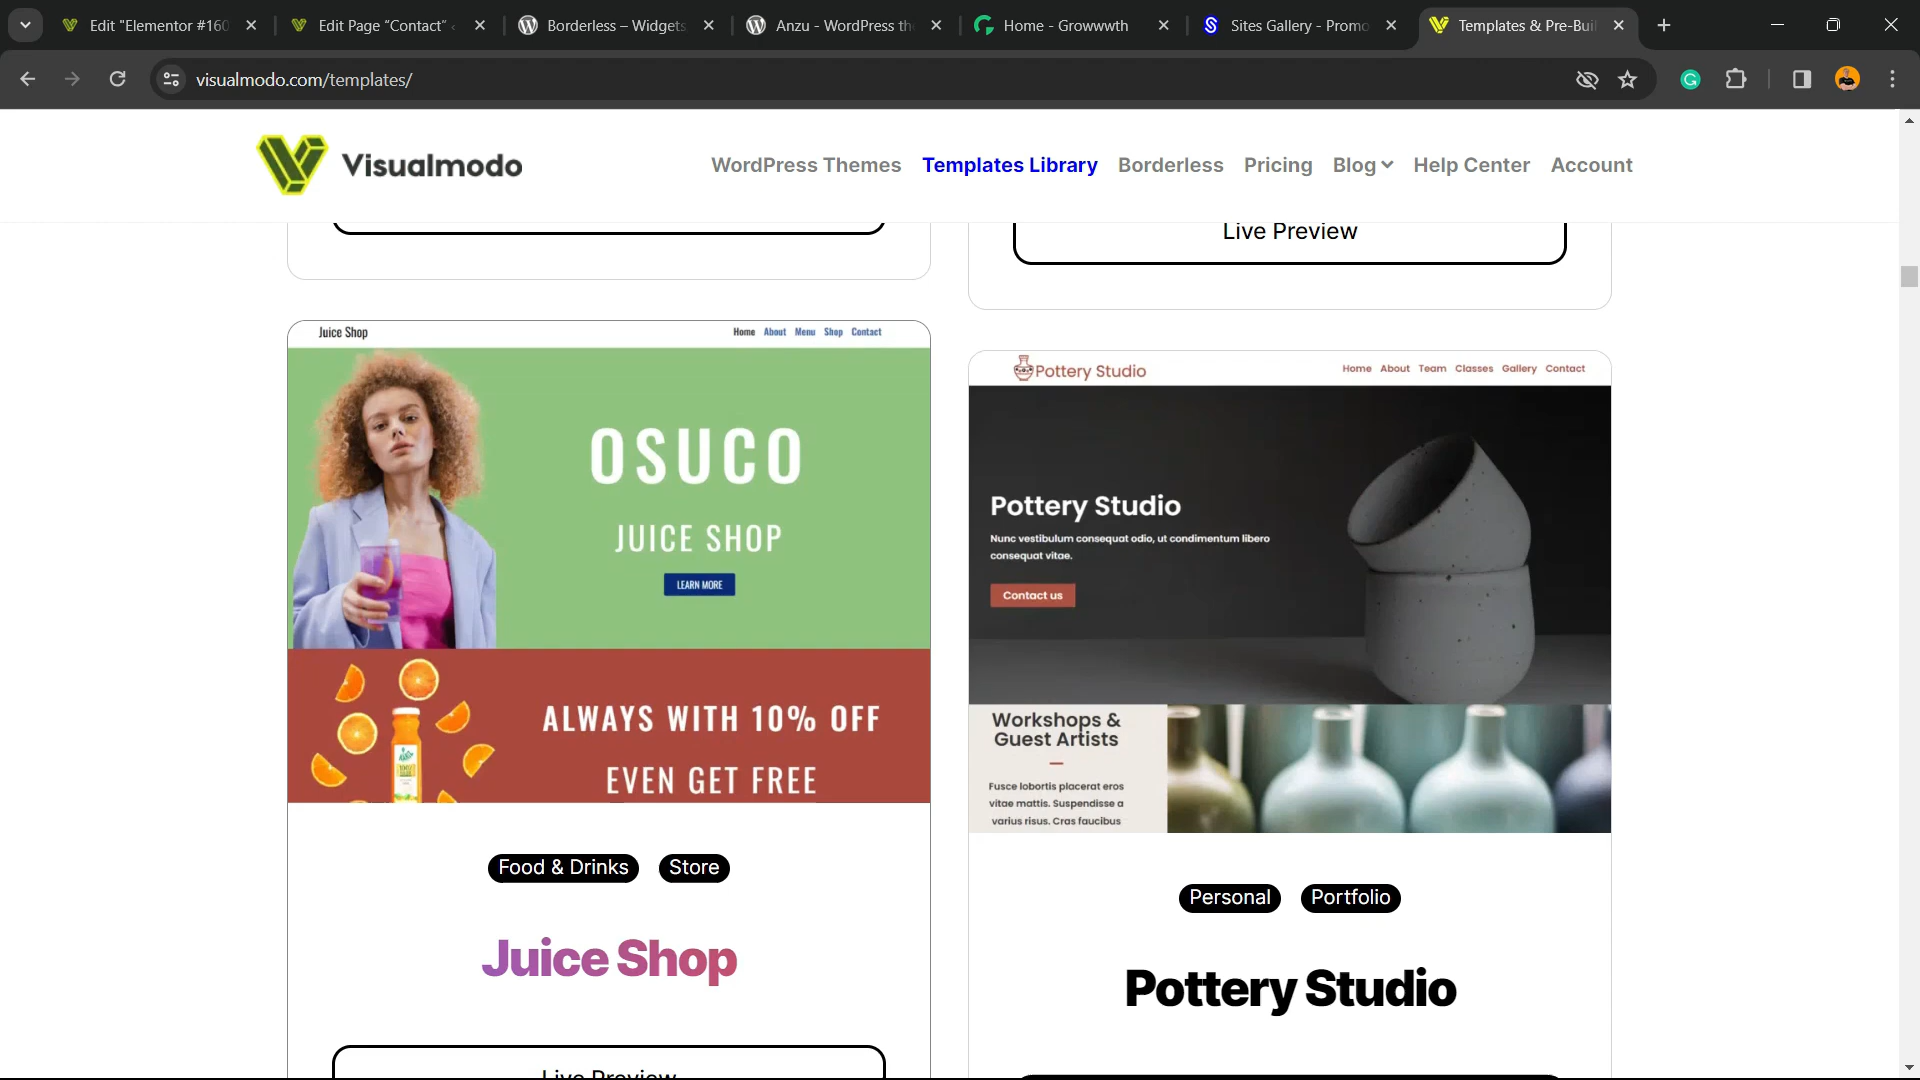 Edit "Elementor #160
Edit Page “Contact” ‹
Borderless – Widgets,
Anzu - WordPress th
Home - Growwwth
Sites Gallery - Promo
Templates & Pre-Buil
visualmodo.com/templates/
Visualmodo
WordPress Themes
Templates Library
Borderless
Pricing
Blog
Help Center
Account
Live Preview
Juice Shop
Home About Menu Shop Contact
OSUCO
JUICE SHOP
LEARN MORE
ALWAYS WITH 10% OFF
EVEN GET FREE
Food & Drinks
Store
Juice Shop
Live Preview
Pottery Studio
Home About Team Classes Gallery Contact
Pottery Studio
Nunc vestibulum consequat odio, ut condimentum libero
consequat vitae.
Contact us
Workshops &
Guest Artists
Fusce lobortis placerat eros
vitae mattis. Suspendisse a
varius risus. Cras faucibus
Personal
Portfolio
Pottery Studio